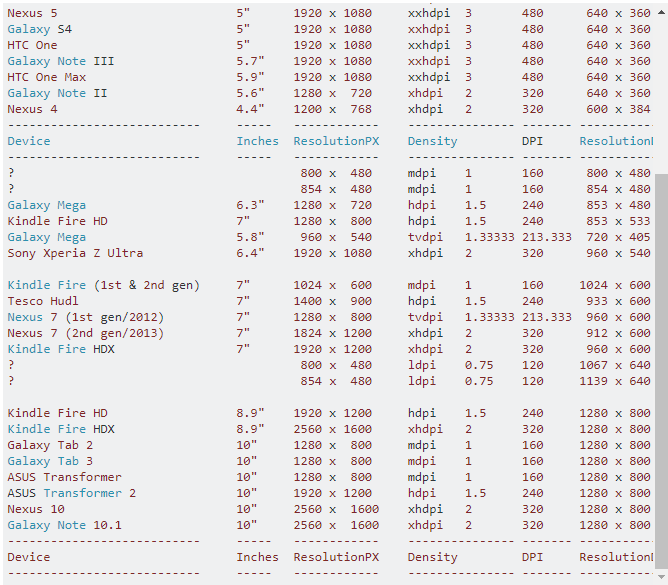 Nexus 5                    5"      1920 x 1080     xxhdpi  3       480      640 x 360
Galaxy S4                  5"      1920 x 1080     xxhdpi  3       480      640 x 360
HTC One                    5"      1920 x 1080     xxhdpi  3       480      640 x 360
Galaxy Note III            5.7"    1920 x 1080     xxhdpi  3       480      640 x 360
HTC One Max                5.9"    1920 x 1080     xxhdpi  3       480      640 x 360
Galaxy Note II             5.6"    1280 x  720     xhdpi   2       320      640 x 360
Nexus 4                    4.4"    1200 x  768     xhdpi   2       320      600 x 384
---------------------------     -----   ------------    --------------- -------  -----------
Device                          Inches  ResolutionPX    Density         DPI      ResolutionD
---------------------------     -----   ------------    --------------- -------  -----------
?                                   800 x  480     mdpi    1       160       800 x 480
?                                   854 x  480     mdpi    1       160       854 x 480
Galaxy Mega                6.3"    1280 x  720     hdpi    1.5     240       853 x 480
Kindle Fire HD             7"      1280 x  800     hdpi    1.5     240       853 x 533
Galaxy Mega                5.8"     960 x  540     tvdpi   1.33333 213.333   720 x 405
Sony Xperia Z Ultra        6.4"    1920 x 1080     xhdpi   2       320       960 x 540
Kindle Fire (1st & 2nd gen)     7"      1024 x  600     mdpi    1       160      1024 x 600
Tesco Hudl                 7"      1400 x  900     hdpi    1.5     240       933 x 600
Nexus 7 (1st gen/2012)     7"      1280 x  800     tvdpi   1.33333 213.333   960 x 600
Nexus 7 (2nd gen/2013)     7"      1824 x 1200     xhdpi   2       320       912 x 600
Kindle Fire HDX            7"      1920 x 1200     xhdpi   2       320       960 x 600
?                                   800 x  480     ldpi    0.75    120      1067 x 640
?                                   854 x  480     ldpi    0.75    120      1139 x 640
Kindle Fire HD             8.9"    1920 x 1200     hdpi    1.5     240      1280 x 800
Kindle Fire HDX            8.9"    2560 x 1600     xhdpi   2       320      1280 x 800
Galaxy Tab 2               10"     1280 x  800     mdpi    1       160      1280 x 800
Galaxy Tab 3               10"     1280 x  800     mdpi    1       160      1280 x 800
ASUS Transformer           10"     1280 x  800     mdpi    1       160      1280 x 800
ASUS Transformer 2         10"     1920 x 1200     hdpi    1.5     240      1280 x 800
Nexus 10                   10"     2560 x  1600    xhdpi   2       320      1280 x 800
Galaxy Note 10.1           10"     2560 x  1600    xhdpi   2       320      1280 x 800
---------------------------     -----   ------------    --------------- -------  -----------
Device                          Inches  ResolutionPX    Density         DPI      ResolutionD
---------------------------     -----   ------------    --------------- -------  -----------